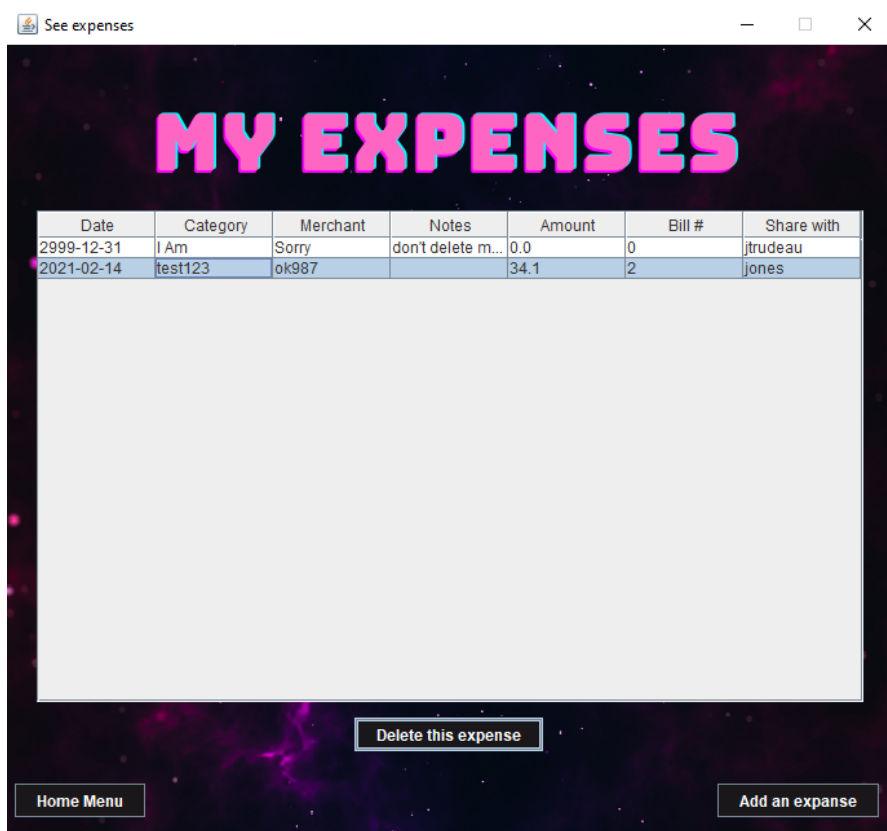 See expenses
MY EXPENSES
Date Category Merchant Notes Amount Bill # Share with
2999-12-31 I Am Sorry don't delete m... 0.0 0 jtrudeau
2021-02-14 test123 ok987 34.1 2 jones
Delete this expense
Home Menu Add an expanse